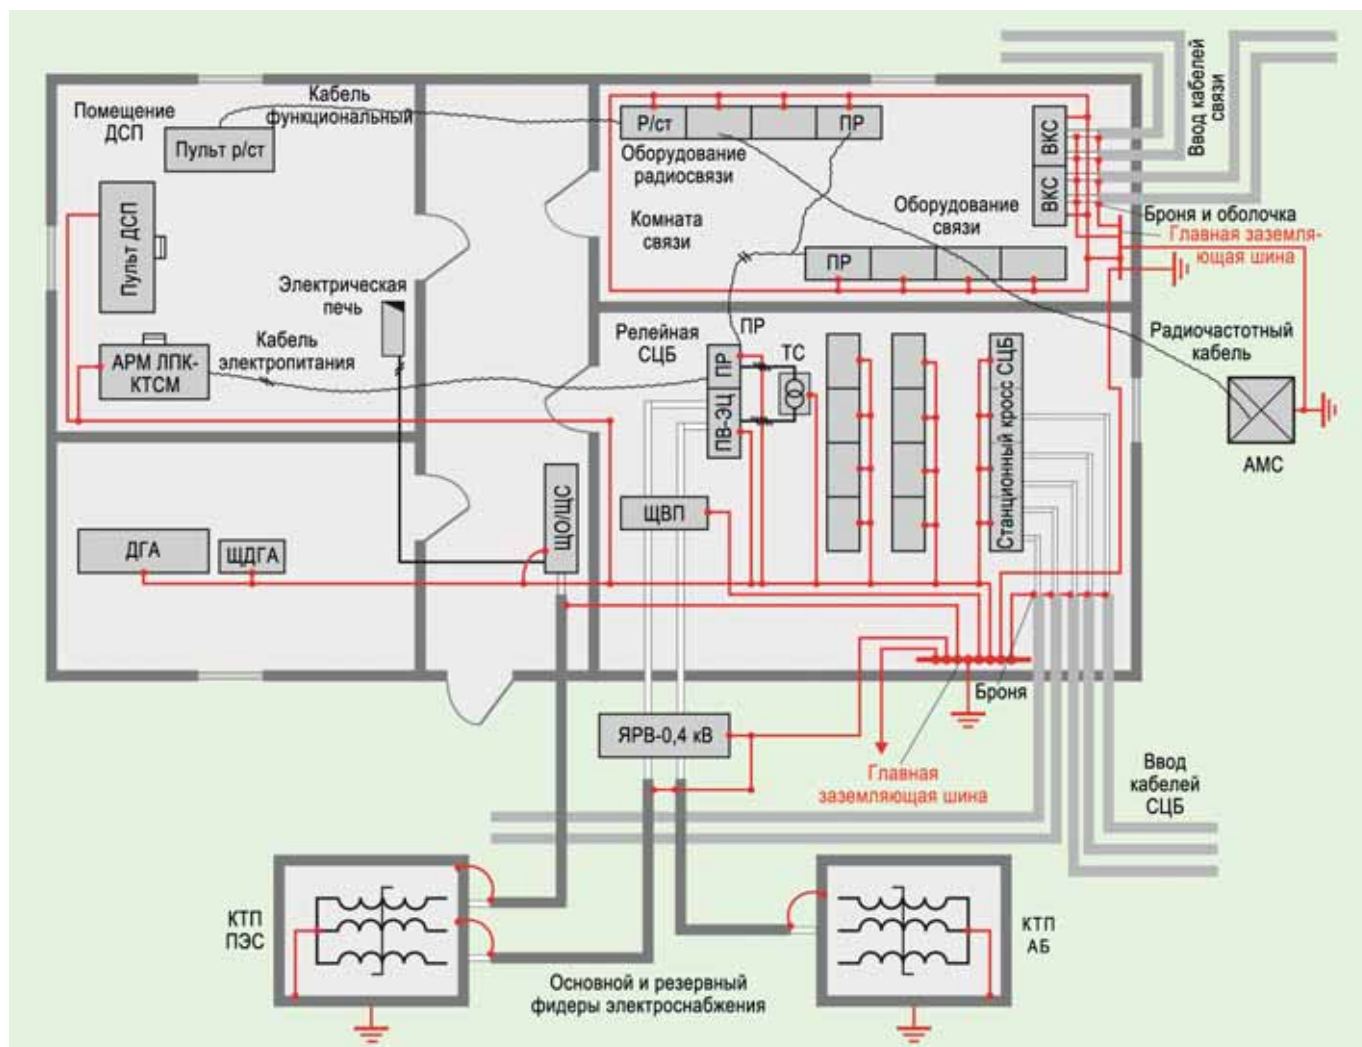 Помещение
ДСП
Кабель
функциональный
Пульт р/ст
Пульт ДСП
АРМ ЛПК-
КТСМ
Кабель
электропитания
Электрическая
печь
Р/ст
ПР
Оборудование
радиосвязи
Комната
связи
Оборудование
связи
ПР
ВКС
ВКС
Ввод кабелей
связи
Броня и оболочка
Главная заземля-
ющая шина
Радиочастотный
кабель
АМС
Релейная
СЦБ
ПР
ПР
ПВ-ЭЦ
ТС
Станционный кросс СЦБ
ЩВП
ЩО/ЩС
ДГА
ЩДГА
Броня
ЯРВ-0,4 кВ
Главная
заземляющая шина
Ввод
кабелей
СЦБ
КТП
ПЭС
КТП
АБ
Основной и резервный
фидеры электроснабжения